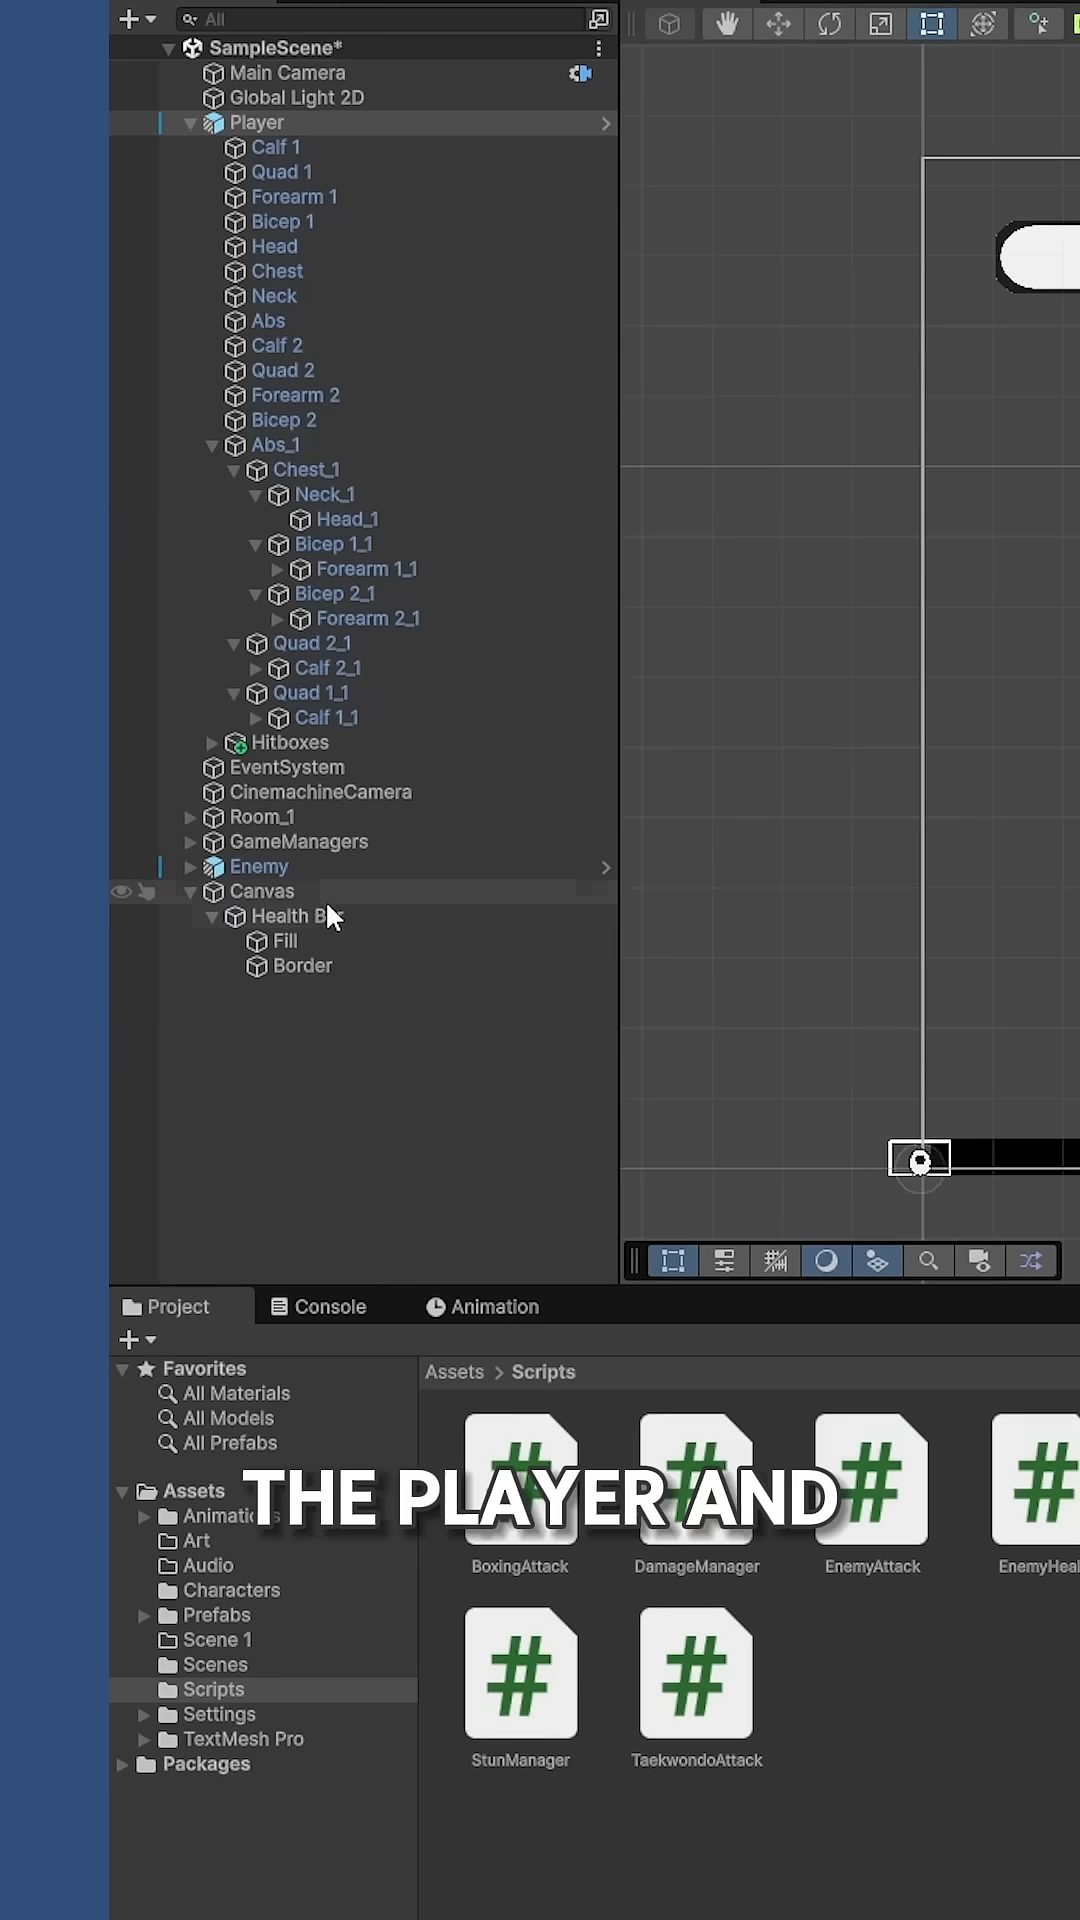 All
SampleScene*
Main Camera
Global Light 2D
Player
Calf 1
Quad 1
Forearm 1
Bicep 1
Head
Chest
Neck
Abs
Calf 2
Quad 2
Forearm 2
Bicep 2
Abs_1
Chest_1
Neck_1
Head_1
Bicep 1_1
Forearm 1_1
Bicep 2_1
Forearm 2_1
Quad 2_1
Calf 2_1
Quad 1_1
Calf 1_1
Hitboxes
EventSystem
CinemachineCamera
Room_1
GameManagers
Enemy
Canvas
Health
Fill
Border
Project
Console
Animation
Favorites
All Materials
All Models
All Prefabs
Assets
Art
Audio
Characters
Prefabs
Scene 1
Scenes
Scripts
Settings
TextMesh Pro
Packages
Assets > Scripts
THE PLAYER AND
BoxingAttack
DamageManager
EnemyAttack
EnemyHeal
StunManager
TaekwondoAttack